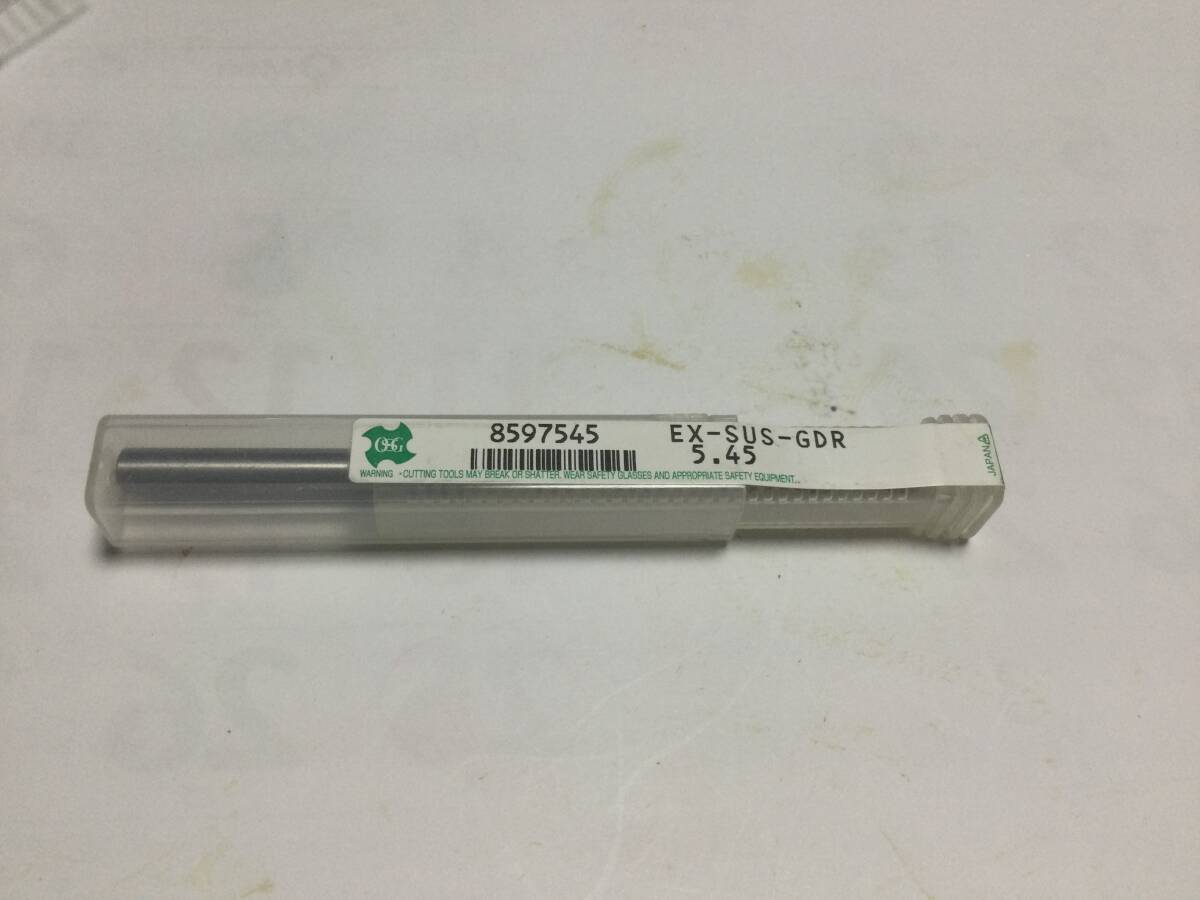 OSG
8597545 EX-SUS-GDR
5.45
WARNING • CUTTING TOOLS MAY BREAK OR SHATTER. WEAR SAFETY GLASSES AND APPROPRIATE SAFETY EQUIPMENT..
JAPAN